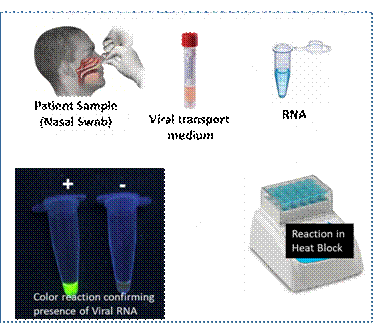 Patient Sample
(Nasal Swab)
Viral transport
medium
RNA
+ -
Color reaction confirming
presence of Viral RNA
Reaction in
Heat Block